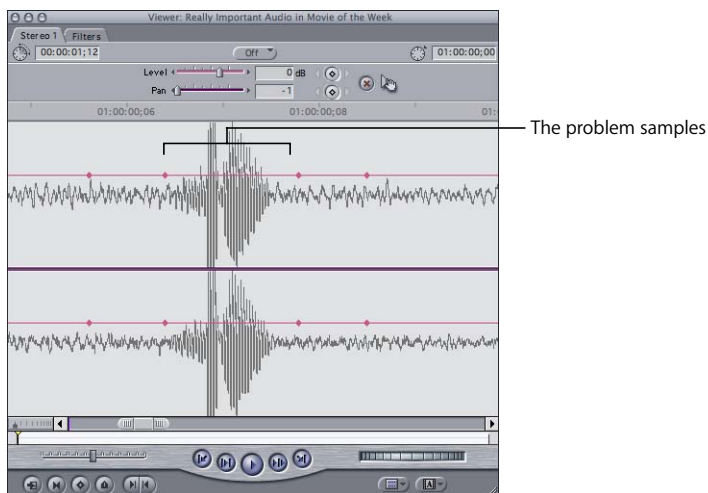 Viewer: Really Important Audio in Movie of the Week
Stereo 1 Filters
00:00:01;12 Off 01:00:00;00
Level 0 dB
Pan -1
01:00:00;06 01:00:00;08 01:
The problem samples
A